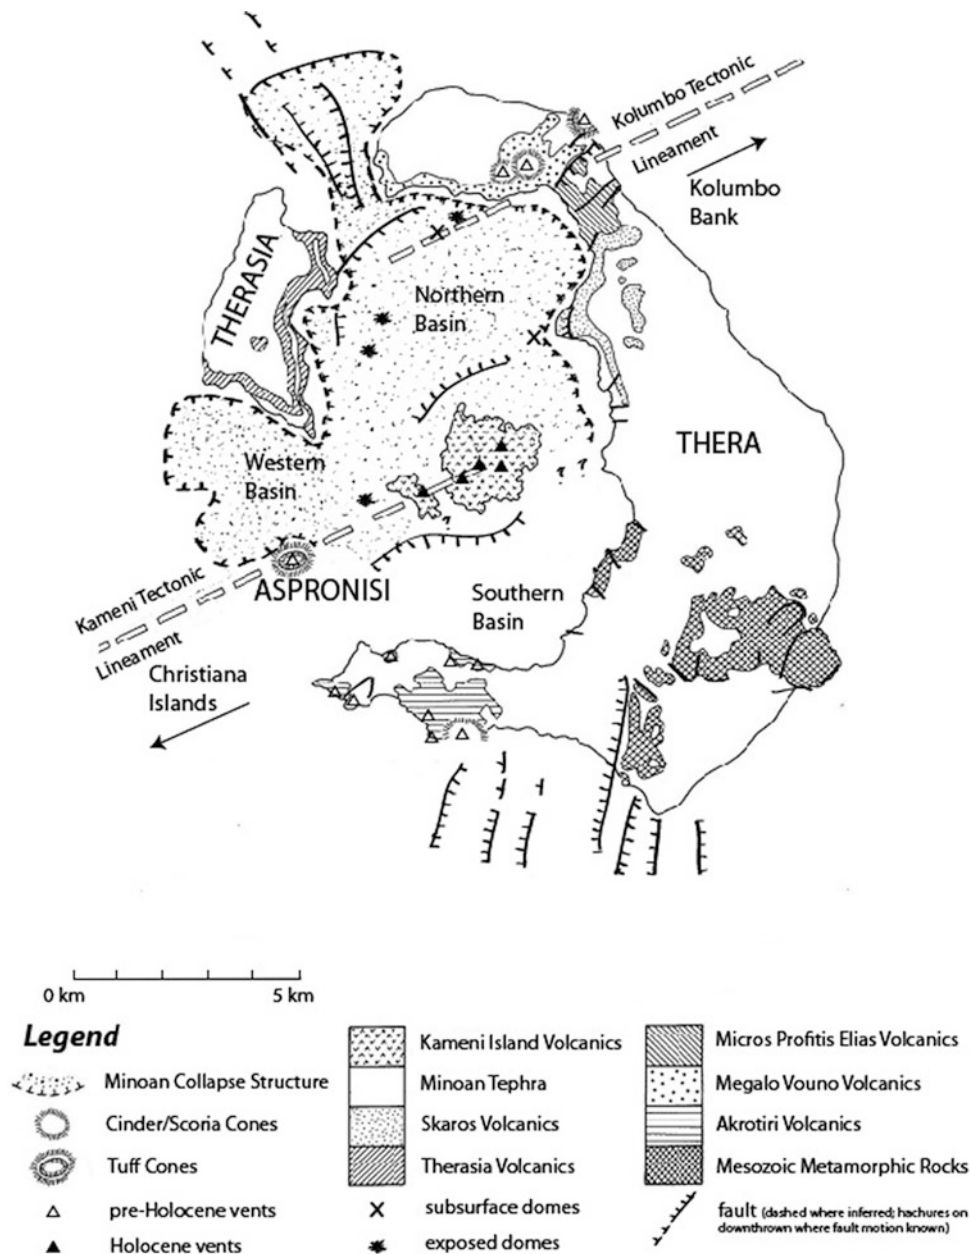 Kolumbo Tectonic
Lineament
Kolumbo
Bank
THERASIA
Northern
Basin
THERA
Western
Basin
?
?
?
Kameni Tectonic
Lineament
ASPRONISI
Southern
Basin
Christiana
Islands
0 km
5 km
Legend
Minoan Collapse Structure
Cinder/Scoria Cones
Tuff Cones
pre-Holocene vents
Holocene vents
Kameni Island Volcanics
Minoan Tephra
Skaros Volcanics
Therasia Volcanics
subsurface domes
exposed domes
Micros Profitis Elias Volcanics
Megalo Vouno Volcanics
Akrotiri Volcanics
Mesozoic Metamorphic Rocks
fault (dashed where inferred; hachures on
downthrown where fault motion known)